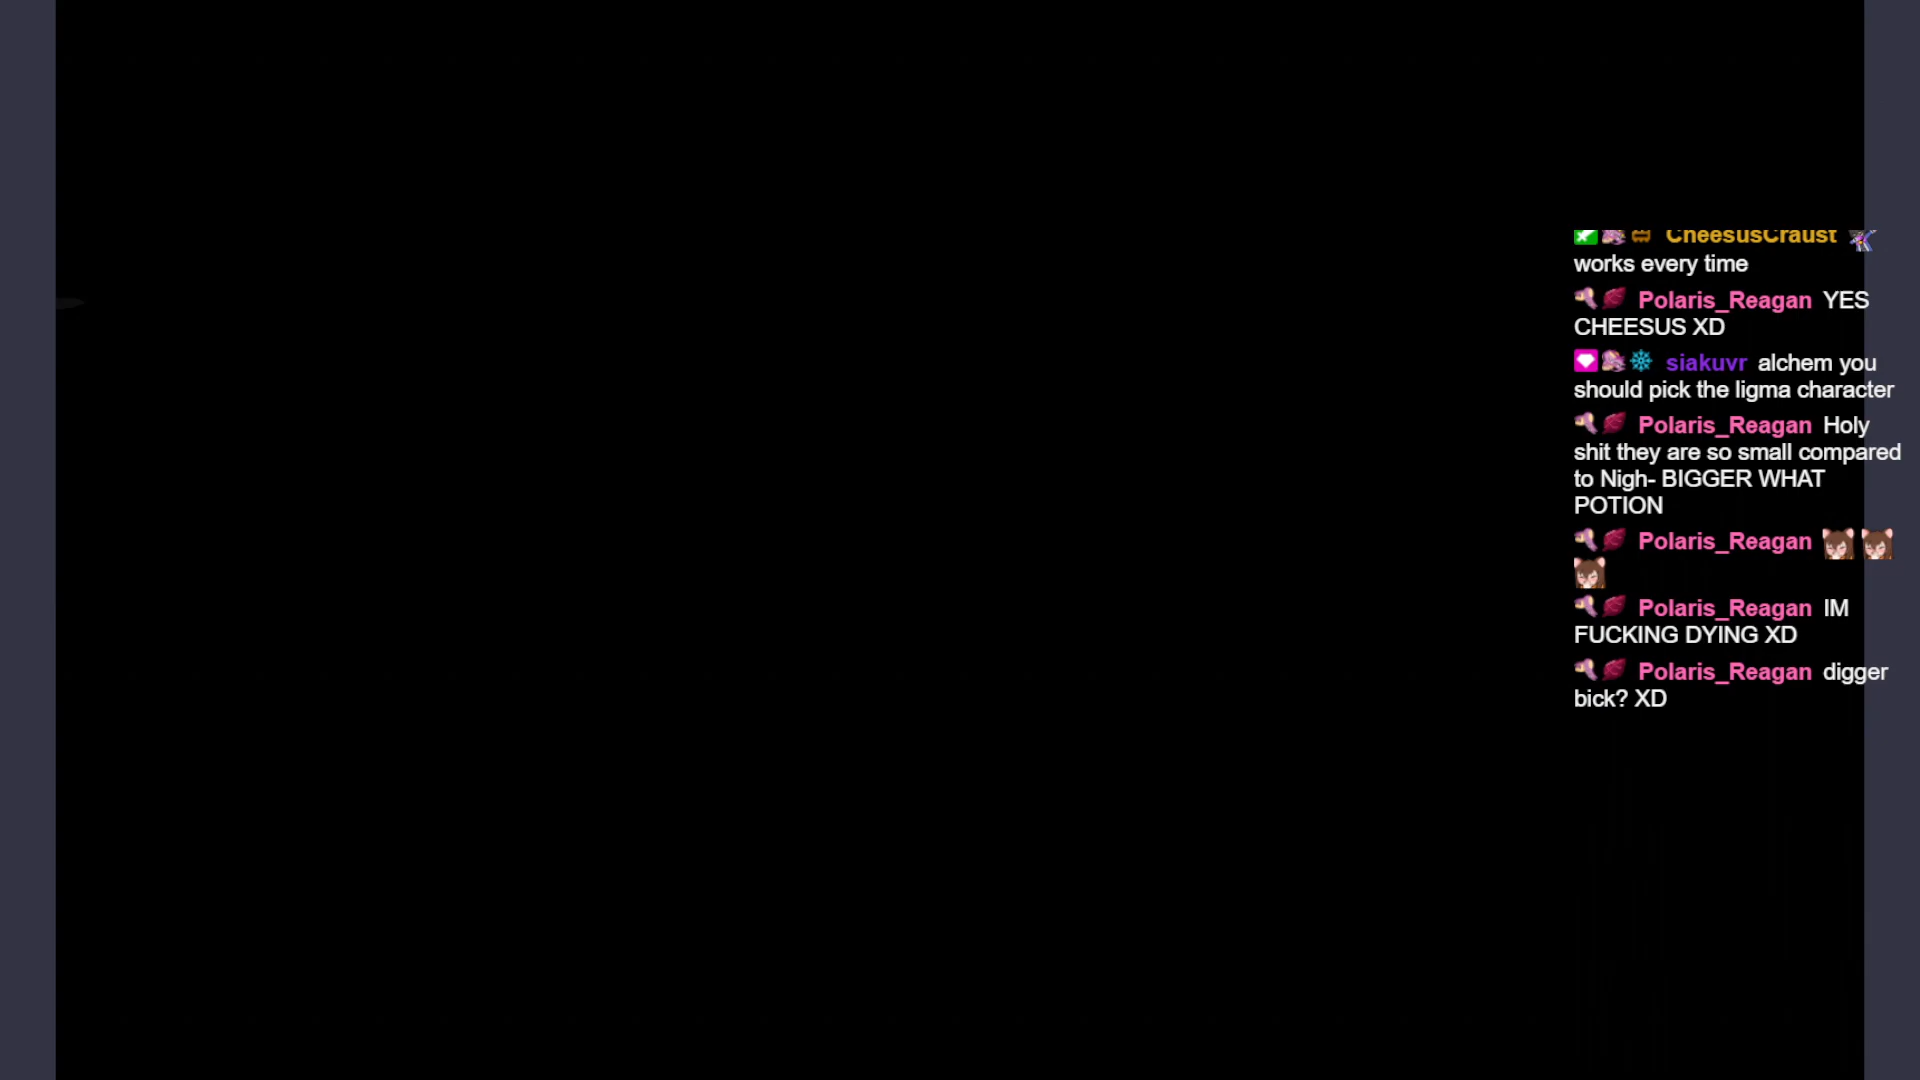 CheesusCraust
works every time
Polaris_Reagan YES
CHEESUS XD
siakuvr alchem you
should pick the ligma character
Polaris_Reagan Holy
shit they are so small compared
to Nigh- BIGGER WHAT
POTION
Polaris_Reagan
Polaris_Reagan IM
FUCKING DYING XD
Polaris_Reagan digger
bick? XD